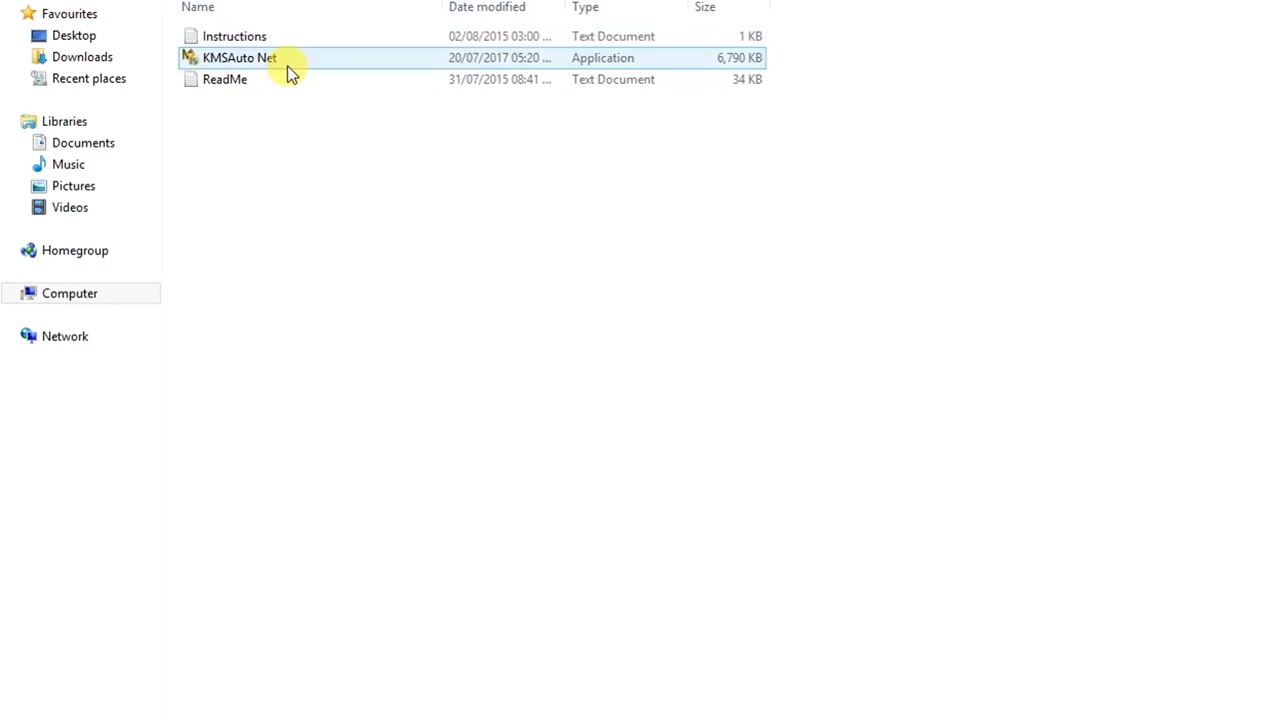 Name Date modified Type Size
Favourites
Desktop
Downloads
Recent places
Libraries
Documents
Music
Pictures
Videos
Homegroup
Computer
Network
Instructions 02/08/2015 03:00 ... Text Document 1 KB
KMSAuto Net 20/07/2017 05:20 ... Application 6,790 KB
ReadMe 31/07/2015 08:41 ... Text Document 34 KB